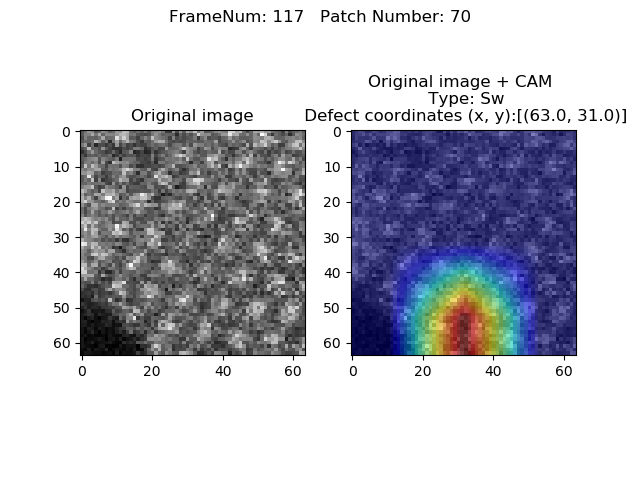 FrameNum: 117   Patch Number: 70
Original image + CAM
Type: Sw
Original image
Defect coordinates (x, y):[(63.0, 31.0)]
0
10
20
30
40
50
60
0 20 40 60
0
10
20
30
40
50
60
0 20 40 60